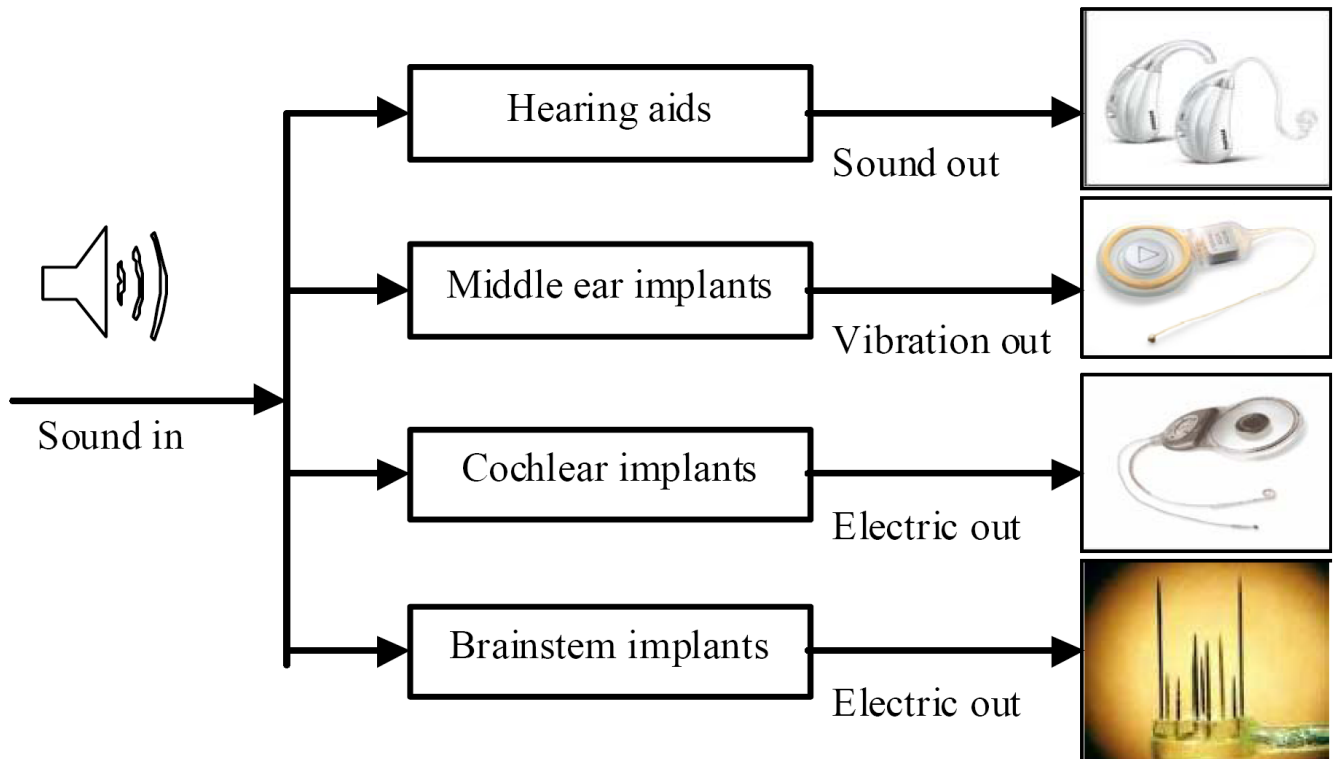 Hearing aids
Sound out
Middle ear implants
Vibration out
Sound in
Cochlear implants
Electric out
Brainstem implants
Electric out